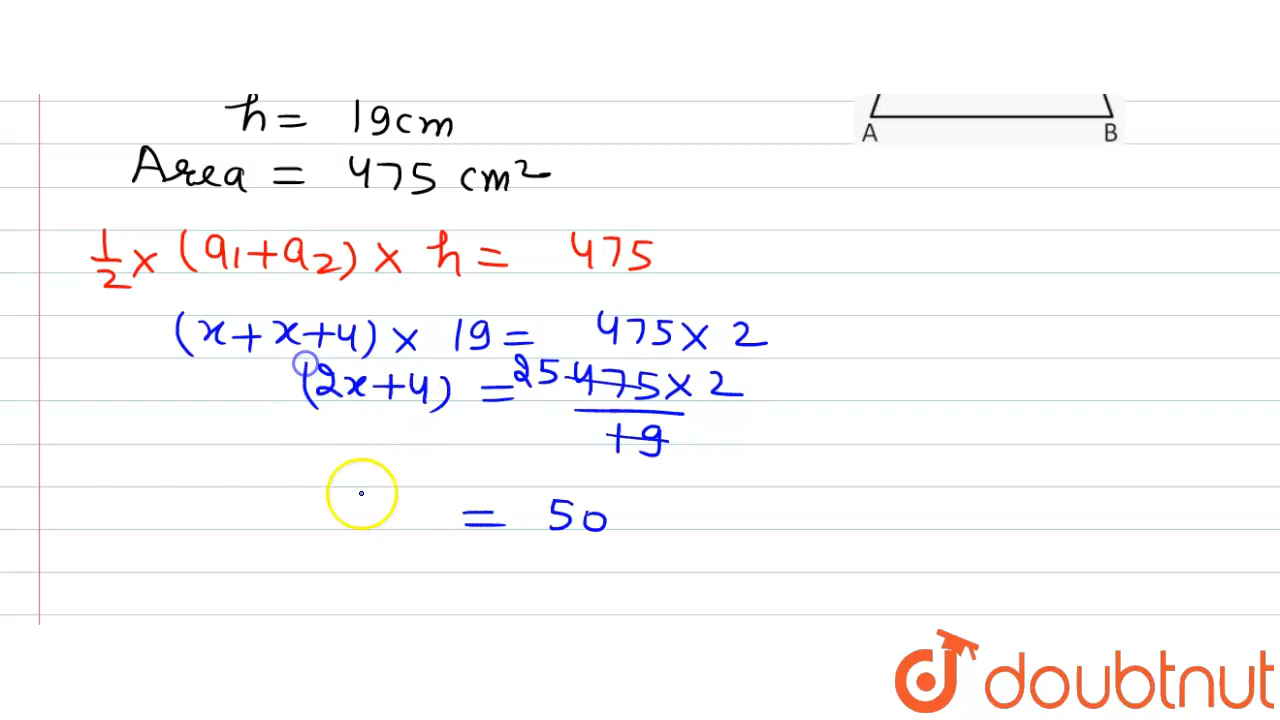 h = 19cm
A B
Area = 475 cm²
1/2 × (a1+a2) × h = 475
(x+x+4) × 19 = 475 × 2
(2x+4) = 25 475 × 2
19
= 50
doubtnut